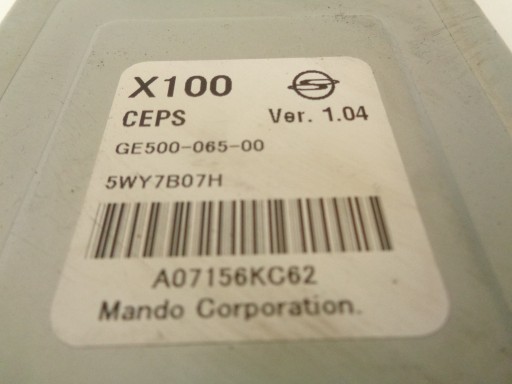 X100
CEPS Ver. 1.04
GE500-065-00
5WY7B07H
A07156KC62
Mando Corporation.